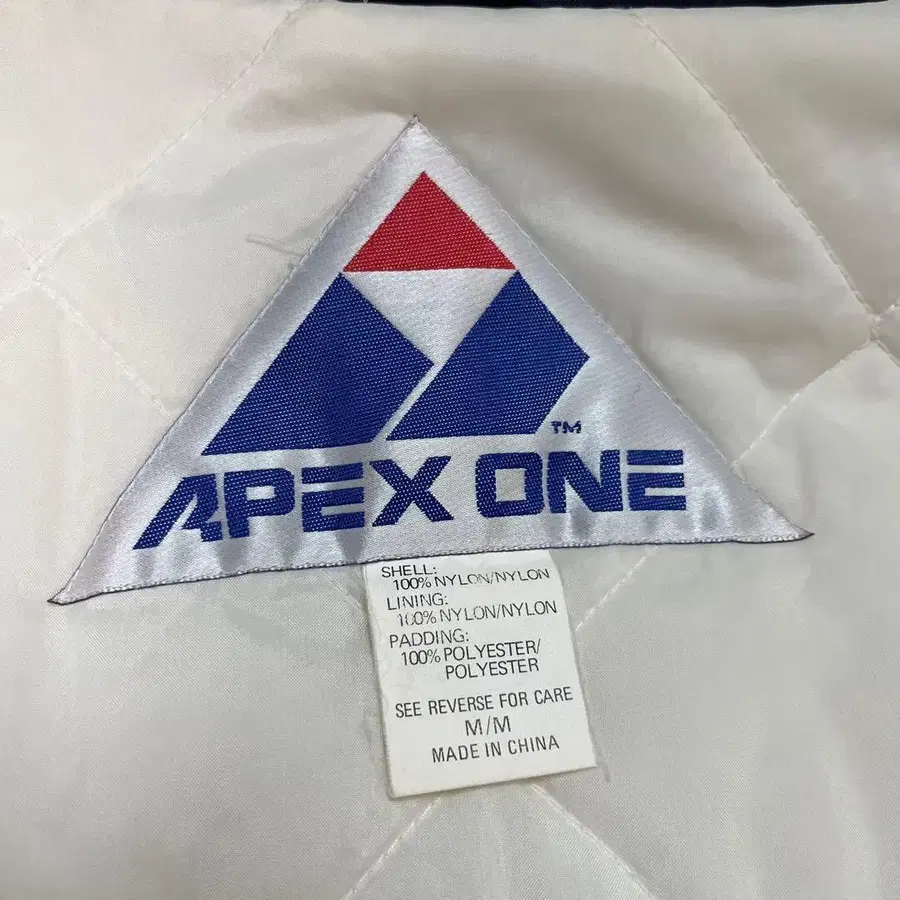 TM
APEX ONE
SHELL:
100% NYLON/NYLON
LINING:
100% NYLON/NYLON
PADDING:
100% POLYESTER/
POLYESTER
SEE REVERSE FOR CARE
M/M
MADE IN CHINA